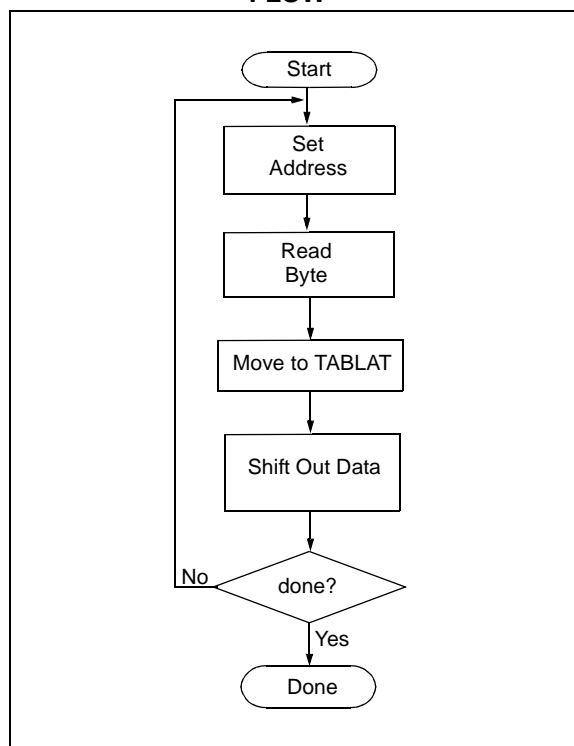 FLOW
Start
Set
Address
Read
Byte
Move to TABLAT
Shift Out Data
done?
No
Yes
Done